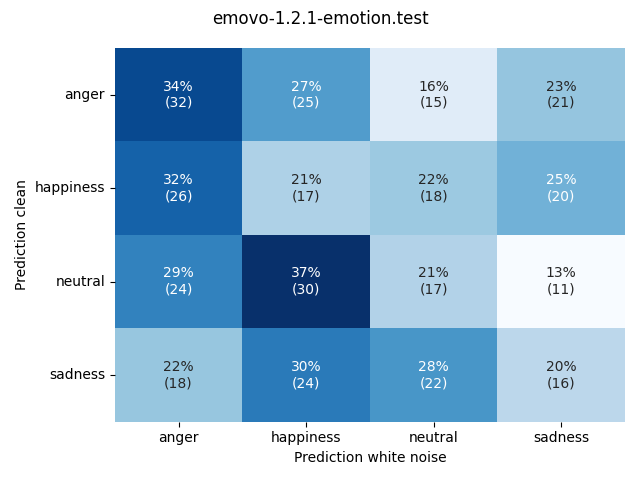 emovo-1.2.1-emotion.test
Prediction clean
anger
34% 27% 16% 23%
(32) (25) (15) (21)
happiness
32% 21% 22% 25%
(26) (17) (18) (20)
neutral
29% 37% 21% 13%
(24) (30) (17) (11)
sadness
22% 30% 28% 20%
(18) (24) (22) (16)
anger happiness neutral sadness
Prediction white noise